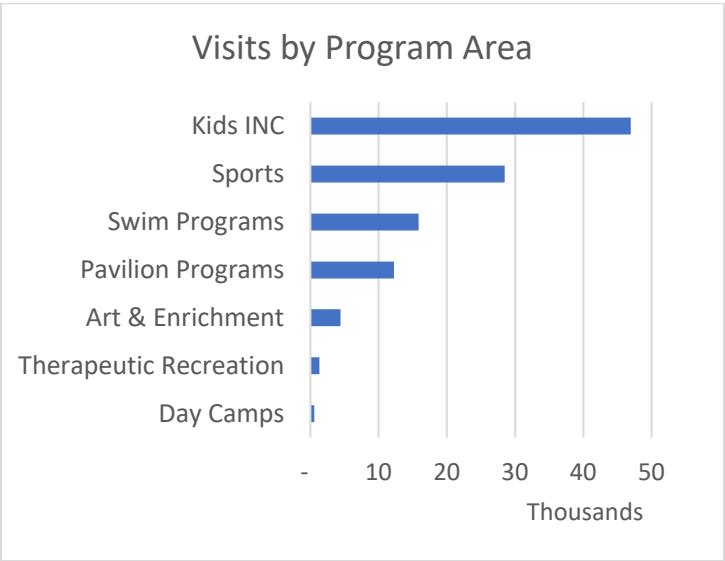 Visits by Program Area
Kids INC
Sports
Swim Programs
Pavilion Programs
Art & Enrichment
Therapeutic Recreation
Day Camps
- 10 20 30 40 50
Thousands